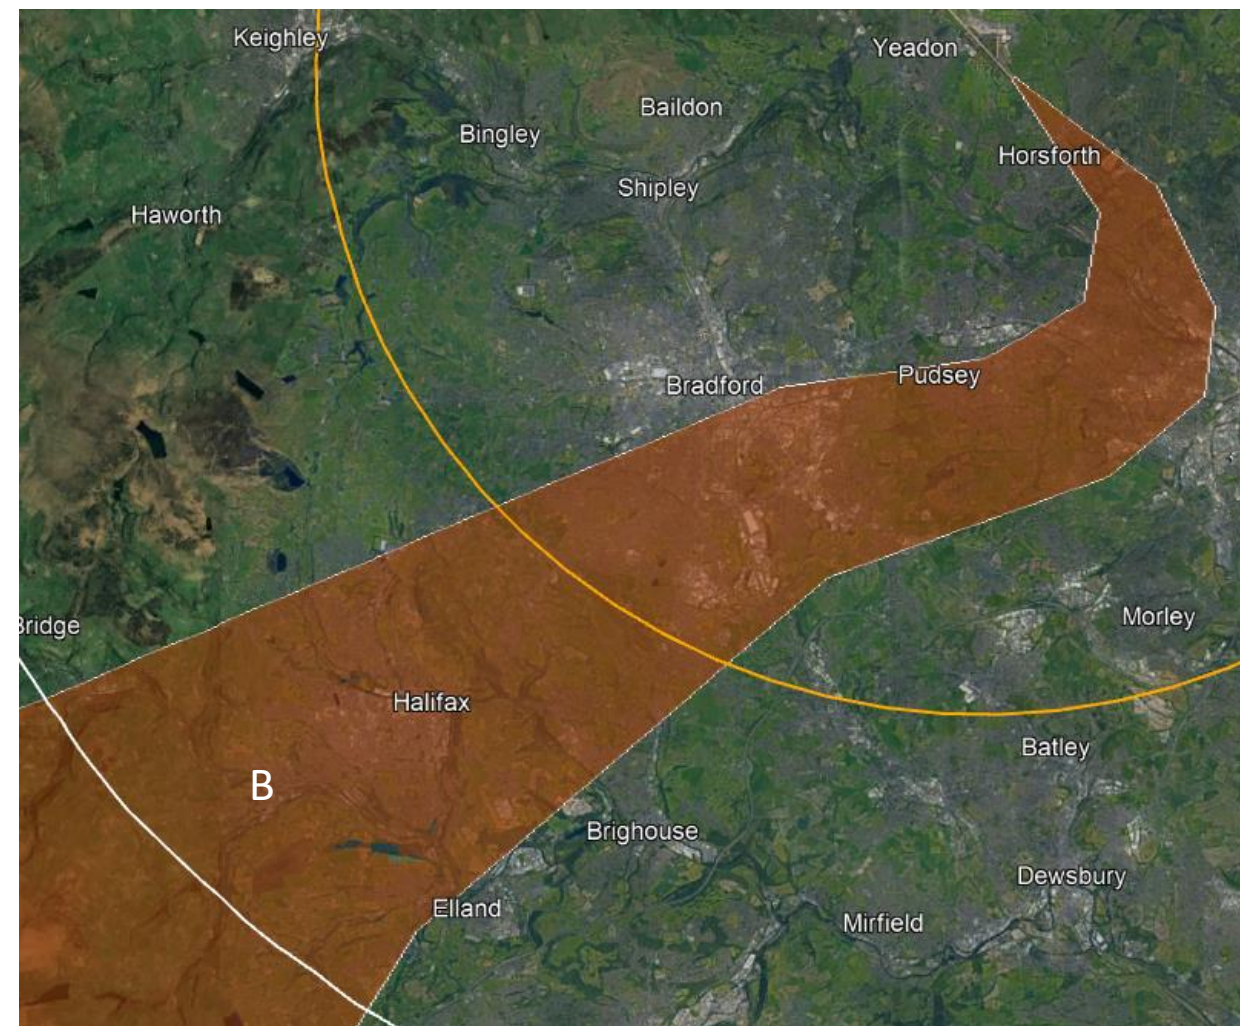 Keighley
Yeadon
Baildon
Bingley
Horsforth
Shipley
Haworth
Pudsey
Bradford
Morley
Bridge
Halifax
Batley
B
Brighouse
Dewsbury
Elland
Mirfield